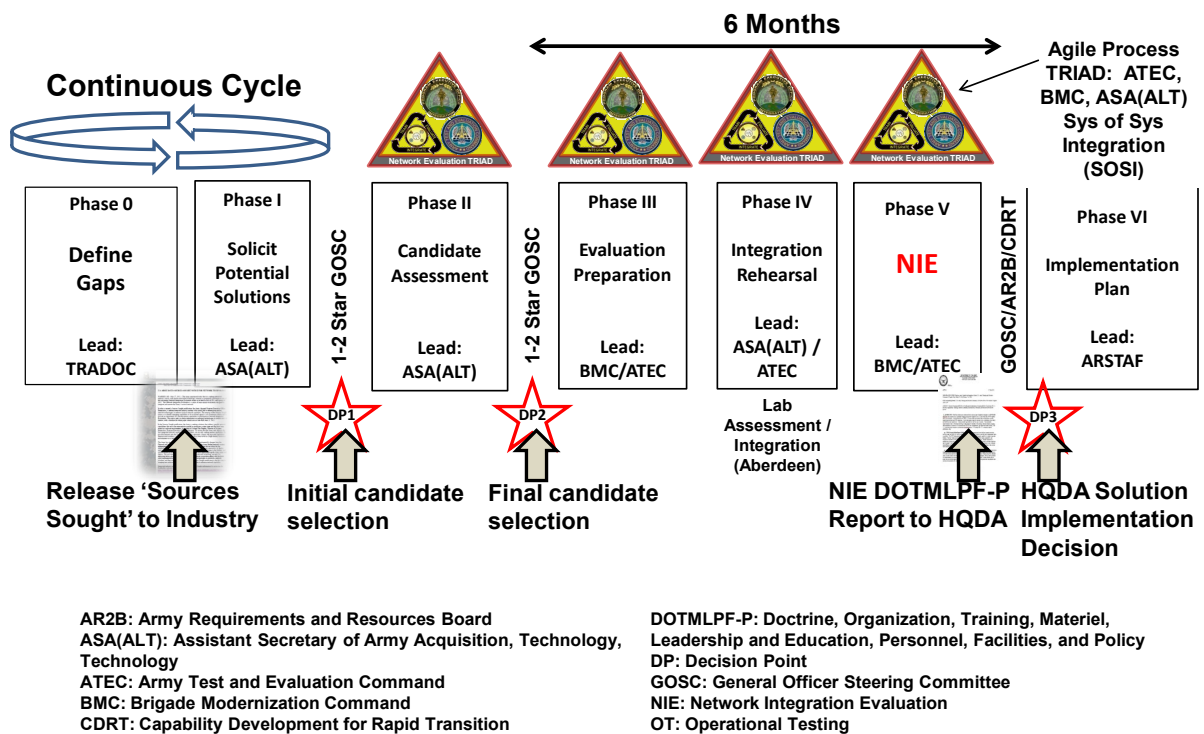 6 Months
Continuous Cycle
Agile Process
TRIAD: ATEC,
BMC, ASA(ALT)
Sys of Sys
Integration
(SOSI)
Network Evaluation TRIAD
Network Evaluation TRIAD
Network Evaluation TRIAD
Network Evaluation TRIAD
INTEGRATE
INTEGRATE
INTEGRATE
INTEGRATE
Phase 0
Define
Gaps
Lead:
TRADOC
Phase I
Solicit
Potential
Solutions
Lead:
ASA(ALT)
1-2 Star GOSC
Phase II
Candidate
Assessment
Lead:
ASA(ALT)
1-2 Star GOSC
Phase III
Evaluation
Preparation
Lead:
BMC/ATEC
Phase IV
Integration
Rehearsal
Lead:
ASA(ALT) /
ATEC
Lab
Assessment /
Integration
(Aberdeen)
Phase V
NIE
Lead:
BMC/ATEC
GOSC/AR2B/CDRT
Phase VI
Implementation
Plan
Lead:
ARSTAF
DP1
DP2
DP3
Release ‘Sources
Sought’ to Industry
Initial candidate
selection
Final candidate
selection
NIE DOTMLPF-P
Report to HQDA
HQDA Solution
Implementation
Decision
AR2B: Army Requirements and Resources Board
ASA(ALT): Assistant Secretary of Army Acquisition, Technology,
Technology
ATEC: Army Test and Evaluation Command
BMC: Brigade Modernization Command
CDRT: Capability Development for Rapid Transition
DOTMLPF-P: Doctrine, Organization, Training, Materiel,
Leadership and Education, Personnel, Facilities, and Policy
DP: Decision Point
GOSC: General Officer Steering Committee
NIE: Network Integration Evaluation
OT: Operational Testing